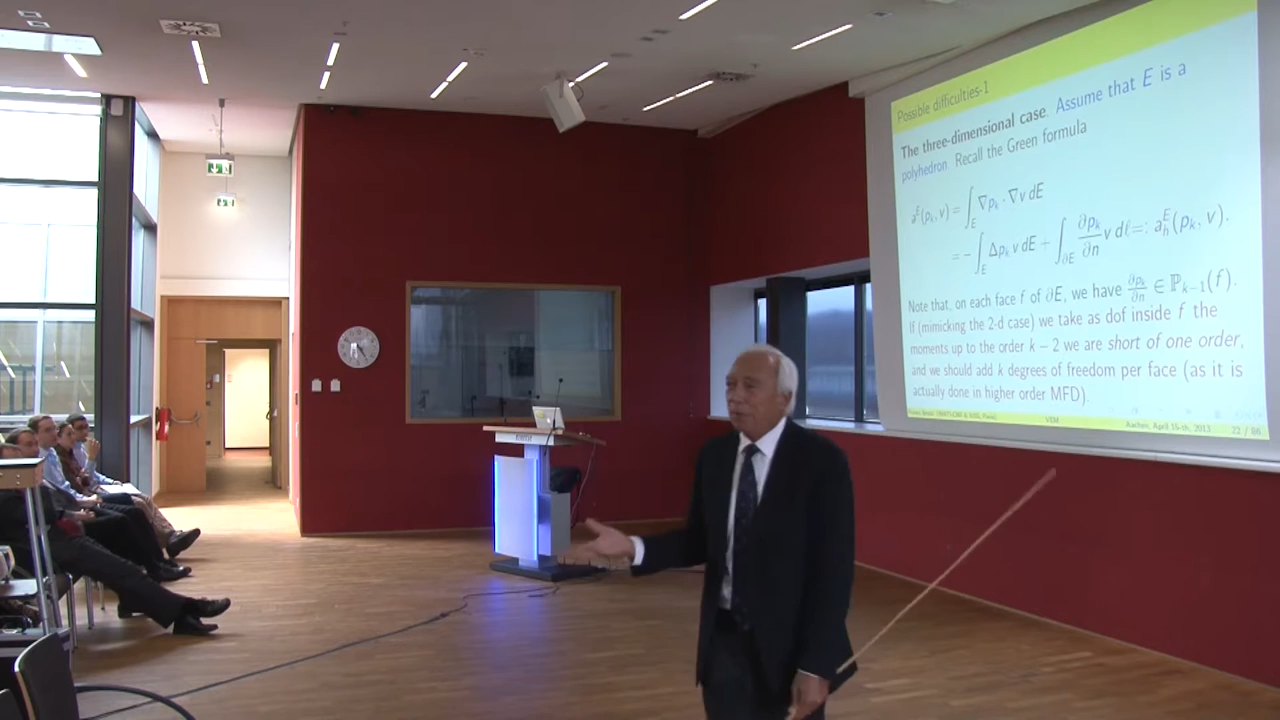 Possible difficulties-1
The three-dimensional case. Assume that E is a
polyhedron Recall the Green formula
a^E(p_k, v) = ∫_E ∇p_k · ∇v dE
= −∫_E Δp_k v dE + ∫_∂E ∂p_k/∂n v dℓ =: a_h^E(p_k, v).
Note that, on each face f of ∂E, we have ∂p_k/∂n ∈ ℙ_{k−1}(f).
If (mimicking the 2-d case) we take as dof inside f the
moments up to the order k − 2 we are short of one order,
and we should add k degrees of freedom per face (as it is
actually done in higher order MFD).
VEM Aachen, April 15-th, 2013 22 / 86